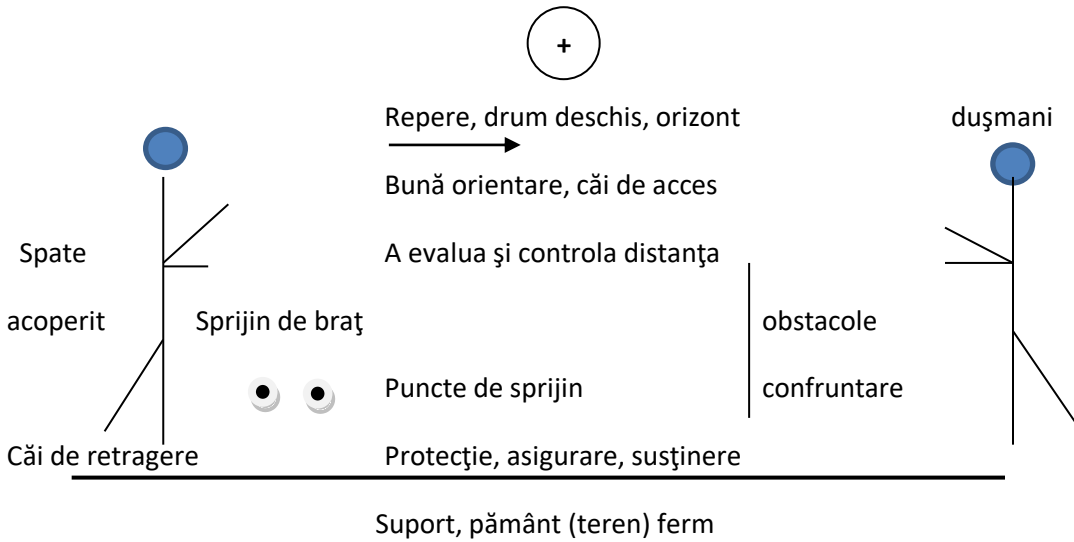 +
Repere, drum deschis, orizont
duşmani
Bună orientare, căi de acces
Spate
A evalua şi controla distanţa
acoperit
Sprijin de braţ
obstacole
Puncte de sprijin
confruntare
Căi de retragere
Protecţie, asigurare, susţinere
Suport, pământ (teren) ferm